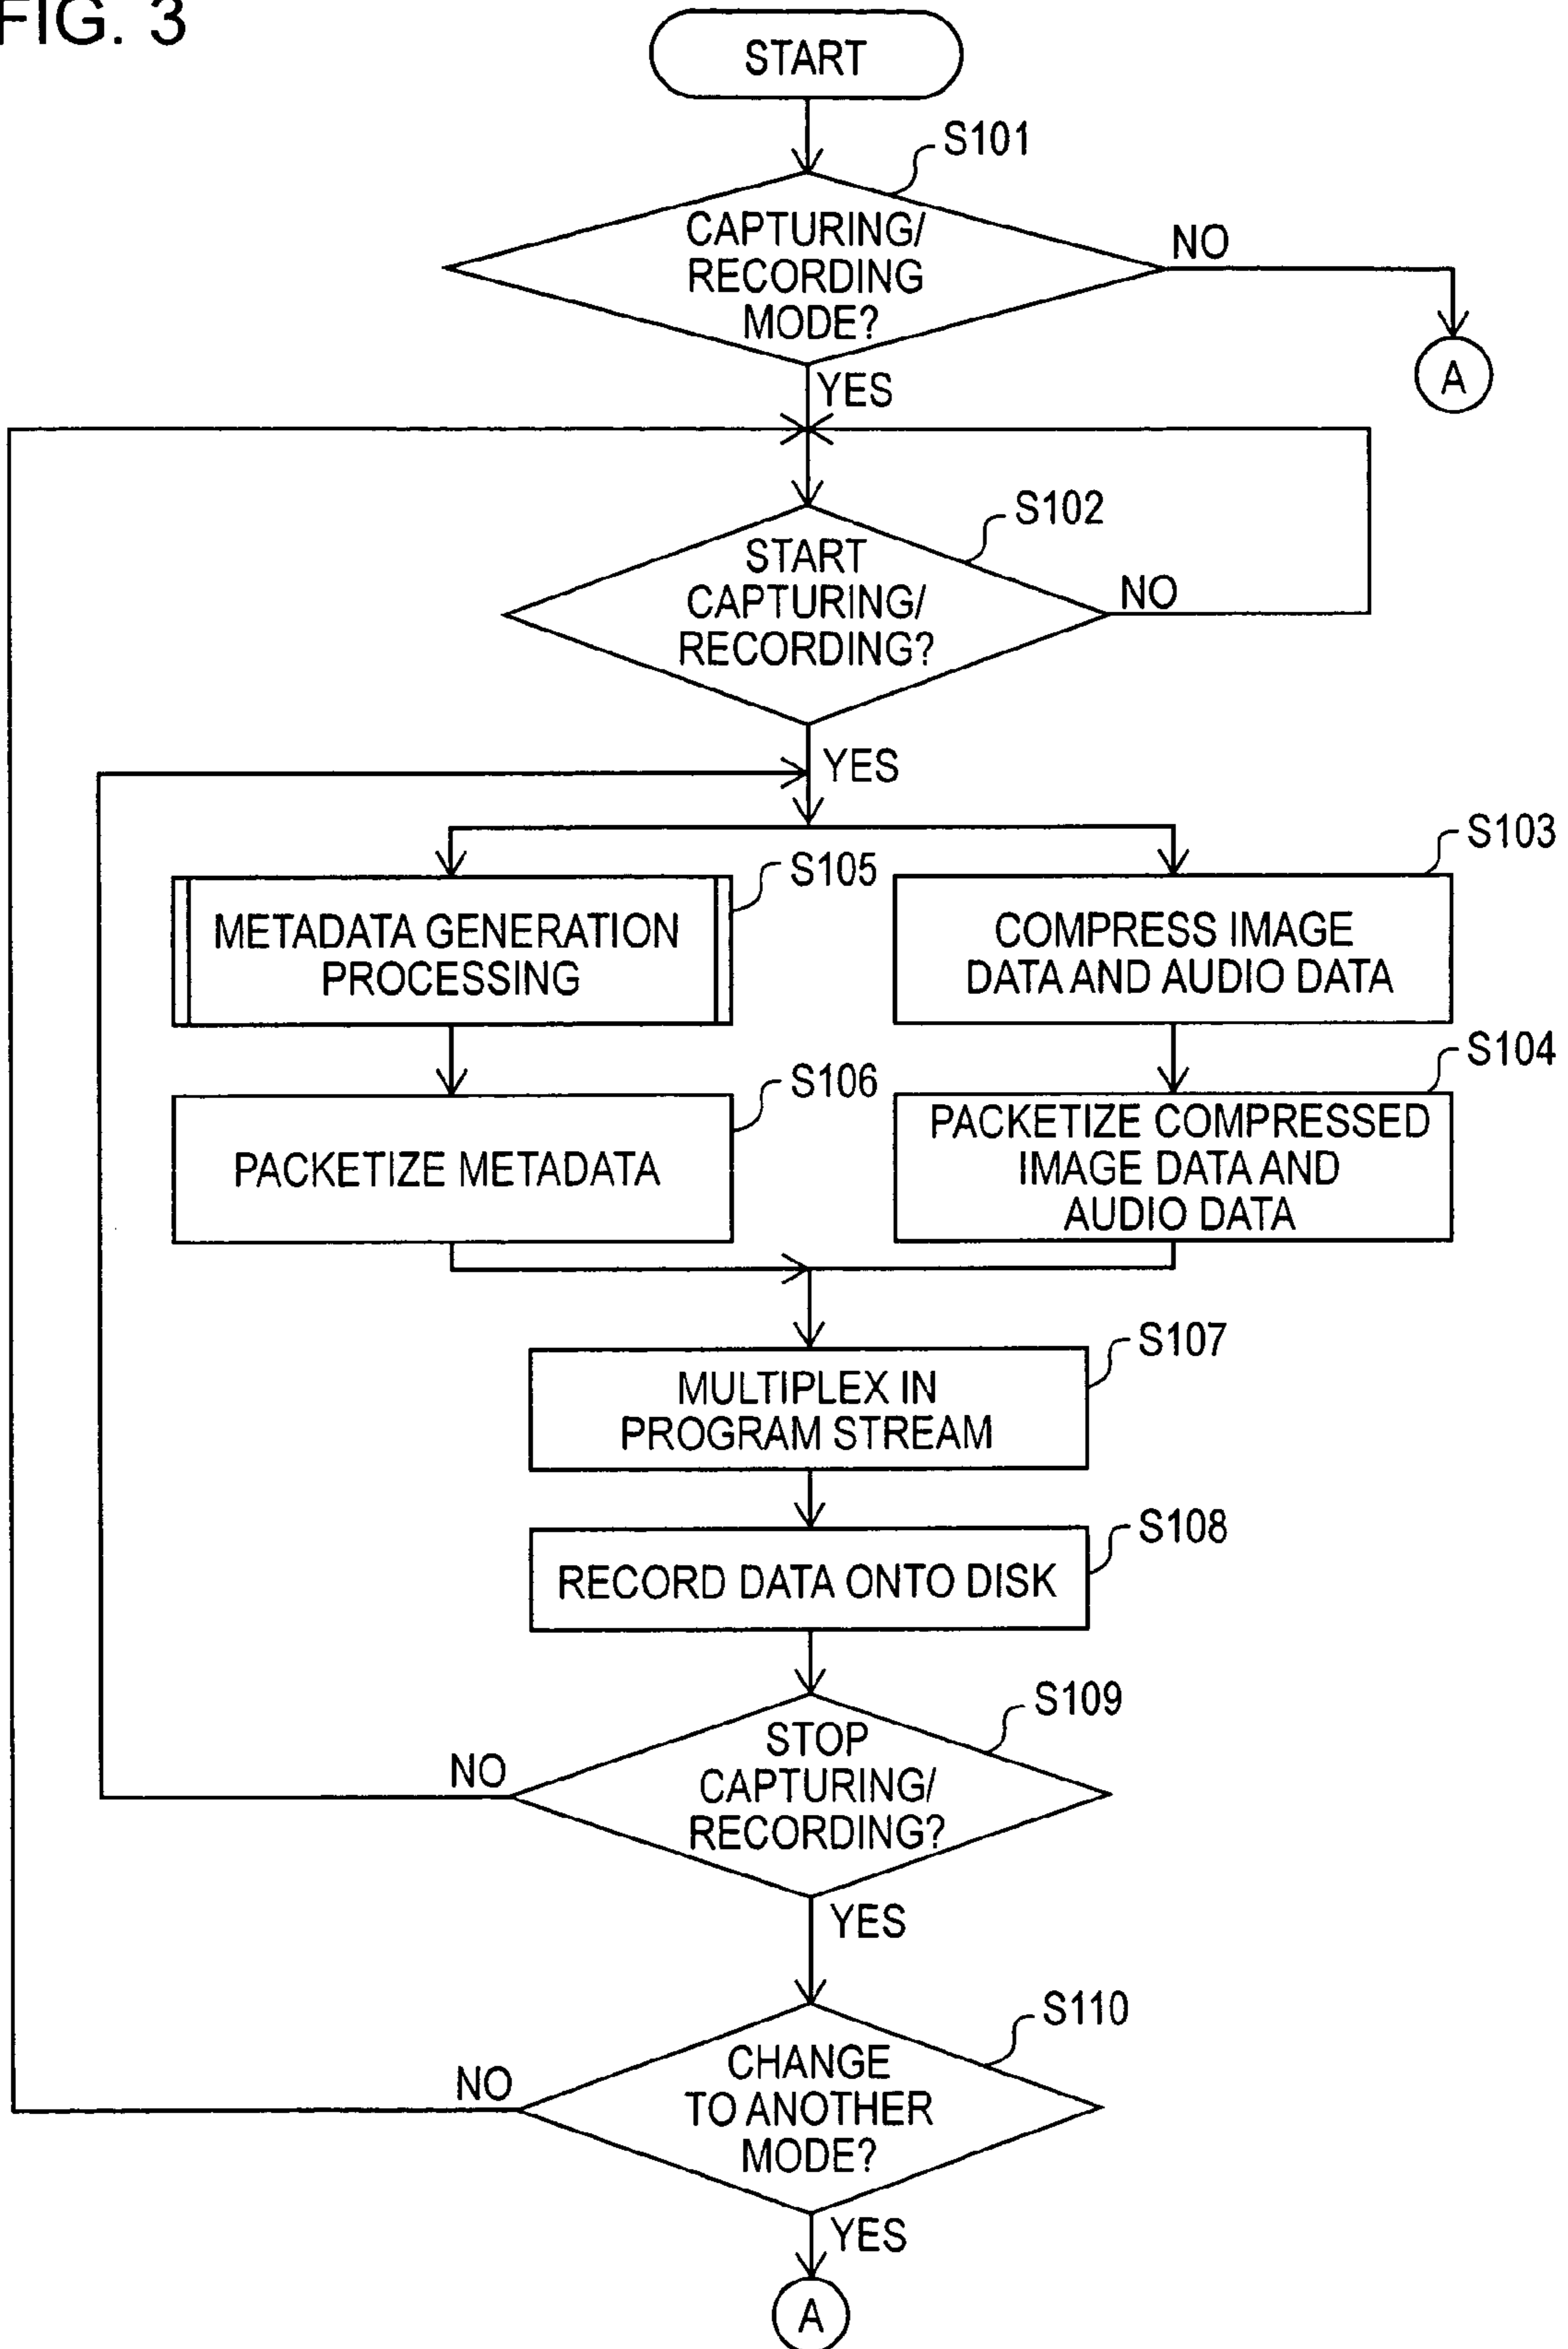 FIG. 3
START
S101
CAPTURING/
RECORDING
MODE?
NO
A
YES
S102
START
CAPTURING/
RECORDING?
NO
YES
S105
METADATA GENERATION
PROCESSING
S103
COMPRESS IMAGE
DATA AND AUDIO DATA
S106
PACKETIZE METADATA
S104
PACKETIZE COMPRESSED
IMAGE DATA AND
AUDIO DATA
S107
MULTIPLEX IN
PROGRAM STREAM
S108
RECORD DATA ONTO DISK
S109
STOP
CAPTURING/
RECORDING?
NO
YES
S110
CHANGE
TO ANOTHER
MODE?
NO
YES
A